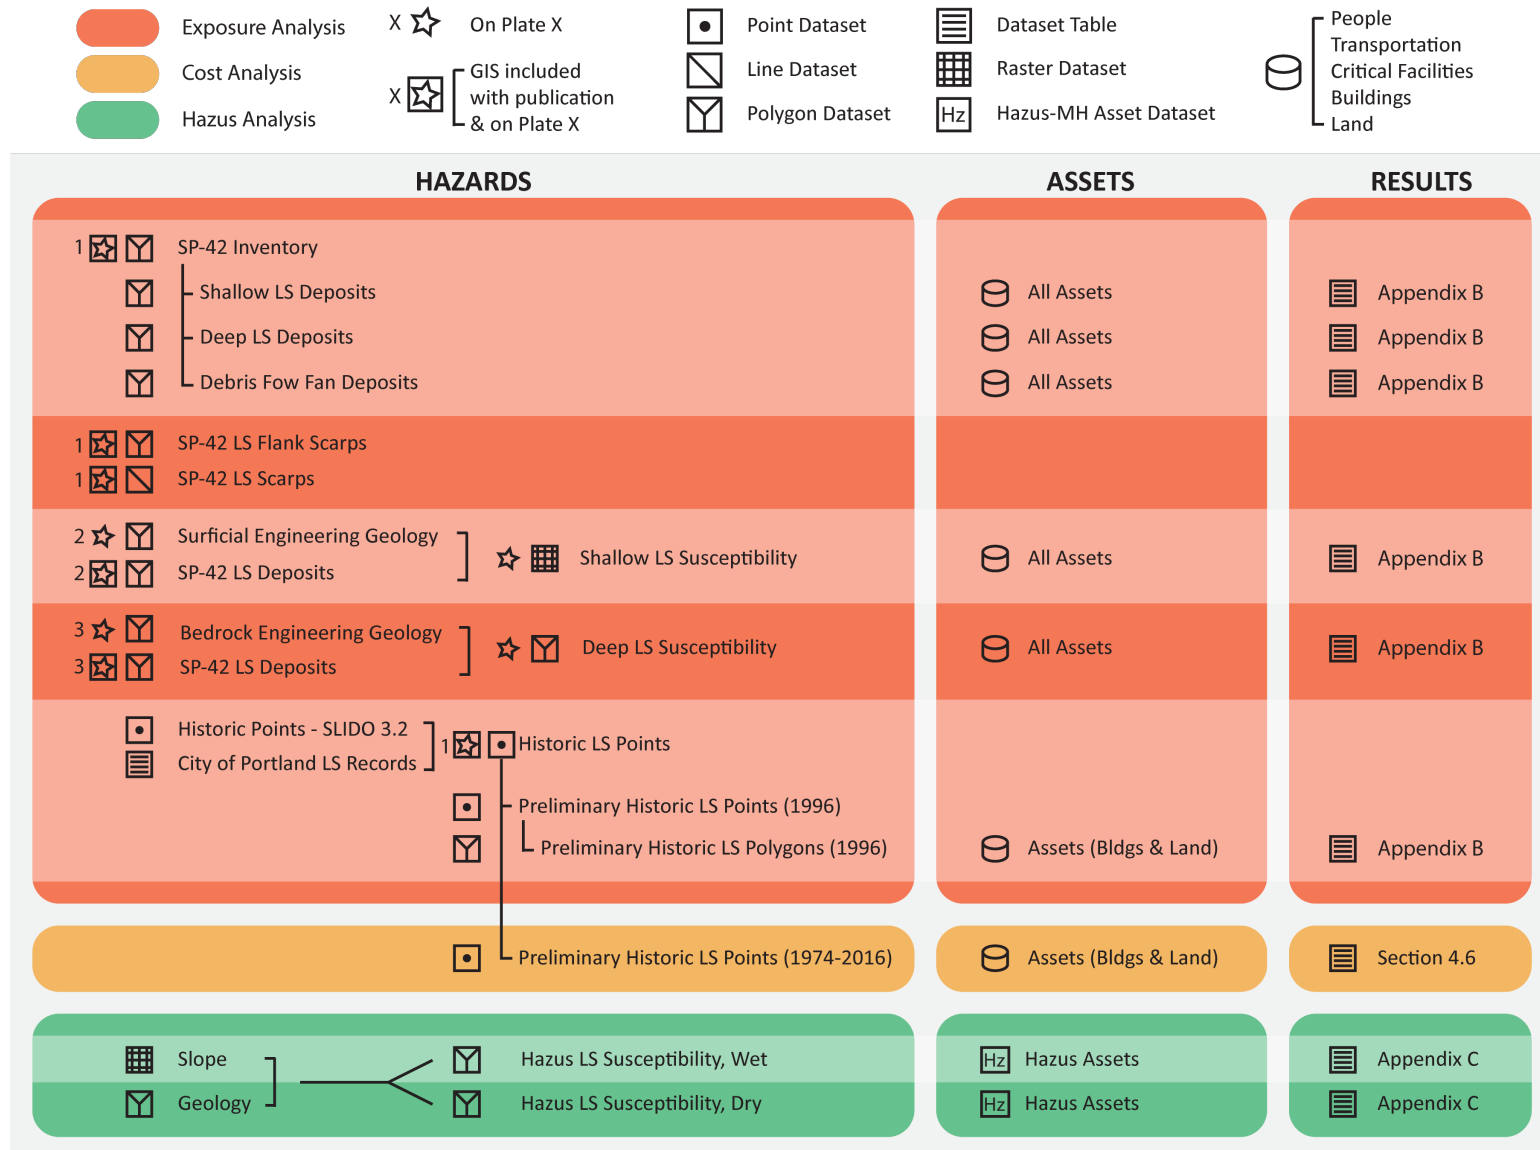 Exposure Analysis
Cost Analysis
Hazus Analysis
X On Plate X
X GIS included
with publication
& on Plate X
Point Dataset
Line Dataset
Polygon Dataset
Dataset Table
Raster Dataset
Hz Hazus-MH Asset Dataset
People
Transportation
Critical Facilities
Buildings
Land
HAZARDS ASSETS RESULTS
1 SP-42 Inventory
Shallow LS Deposits All Assets Appendix B
Deep LS Deposits All Assets Appendix B
Debris Fow Fan Deposits All Assets Appendix B
1 SP-42 LS Flank Scarps
1 SP-42 LS Scarps
2 Surficial Engineering Geology
2 SP-42 LS Deposits
Shallow LS Susceptibility All Assets Appendix B
3 Bedrock Engineering Geology
3 SP-42 LS Deposits
Deep LS Susceptibility All Assets Appendix B
Historic Points - SLIDO 3.2
City of Portland LS Records
1 Historic LS Points
Preliminary Historic LS Points (1996)
Preliminary Historic LS Polygons (1996) Assets (Bldgs & Land) Appendix B
Preliminary Historic LS Points (1974-2016) Assets (Bldgs & Land) Section 4.6
Slope Hazus LS Susceptibility, Wet Hz Hazus Assets Appendix C
Geology Hazus LS Susceptibility, Dry Hz Hazus Assets Appendix C